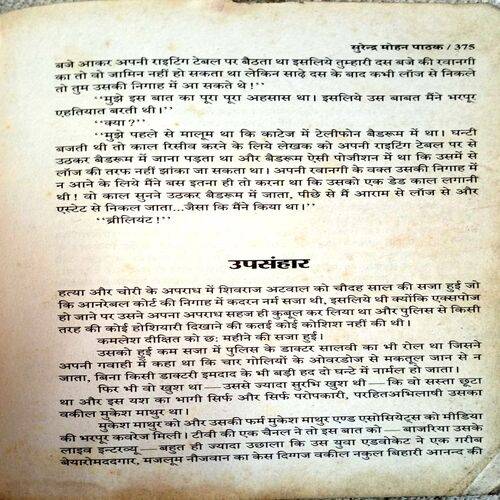 सुरेन्द्र मोहन पाठक / 375
बजे आकर अपनी राइटिंग टेबल पर बैठता था इसलिये तुम्हारी दस बजे की रवानगी
का तो वो जामिन नहीं हो सकता था लेकिन साढ़े दस के बाद कभी लॉज से निकले
तो तुम उसकी निगाह में आ सकते थे !''
''मुझे इस बात का पूरा पूरा अहसास था। इसलिये उस बाबत मैंने भरपूर
एहतियात बरती थी।''
''क्या ?''
''मुझे पहले से मालूम था कि काटेज में टेलीफोन बैडरूम में था। घन्टी
बजती थी तो काल रिसीव करने के लिये लेखक को अपनी राइटिंग टेबल पर से
उठकर बैडरूम में जाना पड़ता था और बैडरूम ऐसी पोजीशन में था कि उसमें से
लॉज की तरफ नहीं झांका जा सकता था। अपनी रवानगी के वक्त उसकी निगाह में
न आने के लिये मैंने बस इतना ही तो करना था कि उसको एक डेड काल लगानी
थी ! वो काल सुनने उठकर बैडरूम में जाता, पीछे से मैं आराम से लॉज से और
एस्टेट से निकल जाता...जैसा कि मैंने किया था।''
''ब्रीलियंट !''
उपसंहार
हत्या और चोरी के अपराध में शिवराज अटवाल को चौदह साल की सजा हुई जो
कि आनरेबल कोर्ट की निगाह में कदरन नर्म सजा थी, इसलिये थी क्योंकि एक्सपोज
हो जाने पर उसने अपना अपराध सहज ही कुबूल कर लिया था और पुलिस से किसी
तरह की कोई होशियारी दिखाने की कतई कोई कोशिश नहीं की थी।
कमलेश दीक्षित को छः महीने की सजा हुई।
उसको हुई कम सजा में पुलिस के डाक्टर सालवी का भी रोल था जिसने
अपनी गवाही में कहा था कि चार गोलियों के ओवरडोज से मकतूल जान से न
जाता, बिना किसी डाक्टरी इमदाद के भी बड़ी हद दो घन्टे में नार्मल हो जाता।
फिर भी वो खुश था — उससे ज्यादा सुरभि खुश थी — कि वो सस्ता छूटा
था और इस यश का भागी सिर्फ और सिर्फ परोपकारी, परहितअभिलाषी उसका
वकील मुकेश माथुर था।
मुकेश माथुर को और उसकी फर्म मुकेश माथुर एण्ड एसोसियेट्स को मीडिया
की भरपूर कवरेज मिली। टीवी की एक चैनल ने तो इस बात को — बाजरिया उसके
लाइव इन्टरव्यू — बहुत ही ज्यादा उछाला कि उस युवा एडवोकेट ने एक गरीब
बेयारोमददगार, मजलूम नौजवान का केस दिग्गज वकील नकुल बिहारी आनन्द की